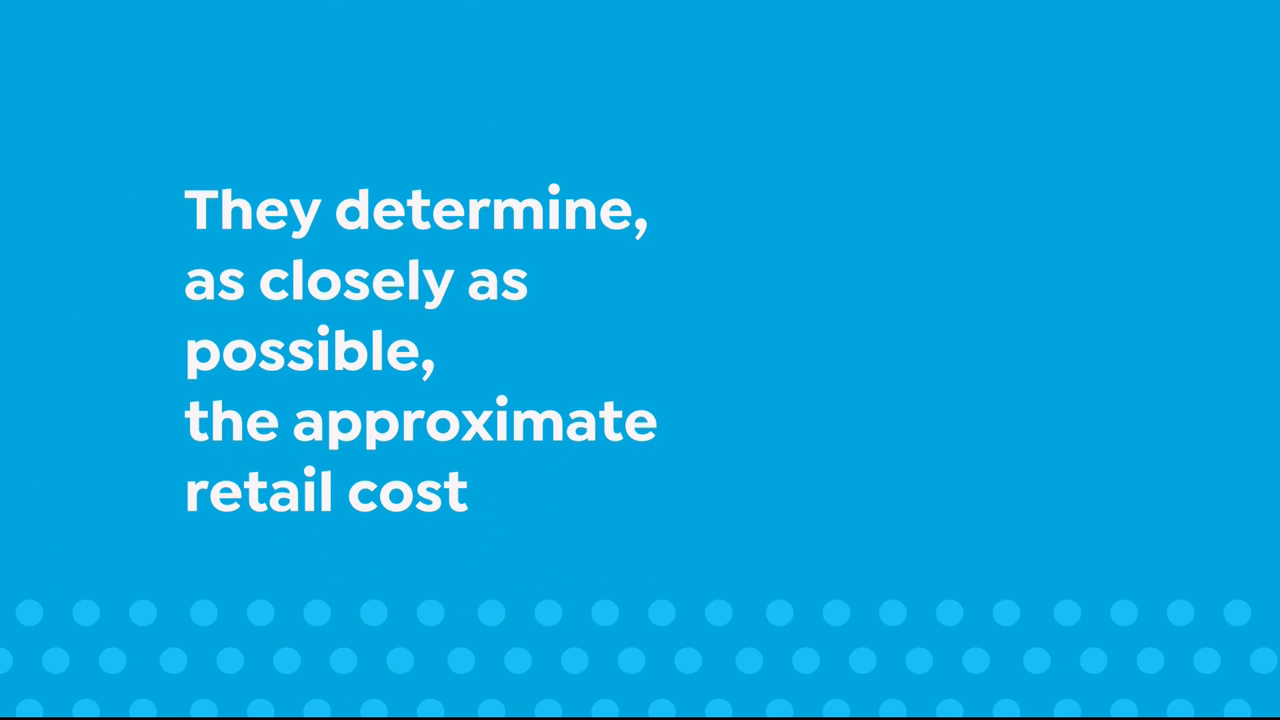 They determine,
as closely as
possible,
the approximate
retail cost